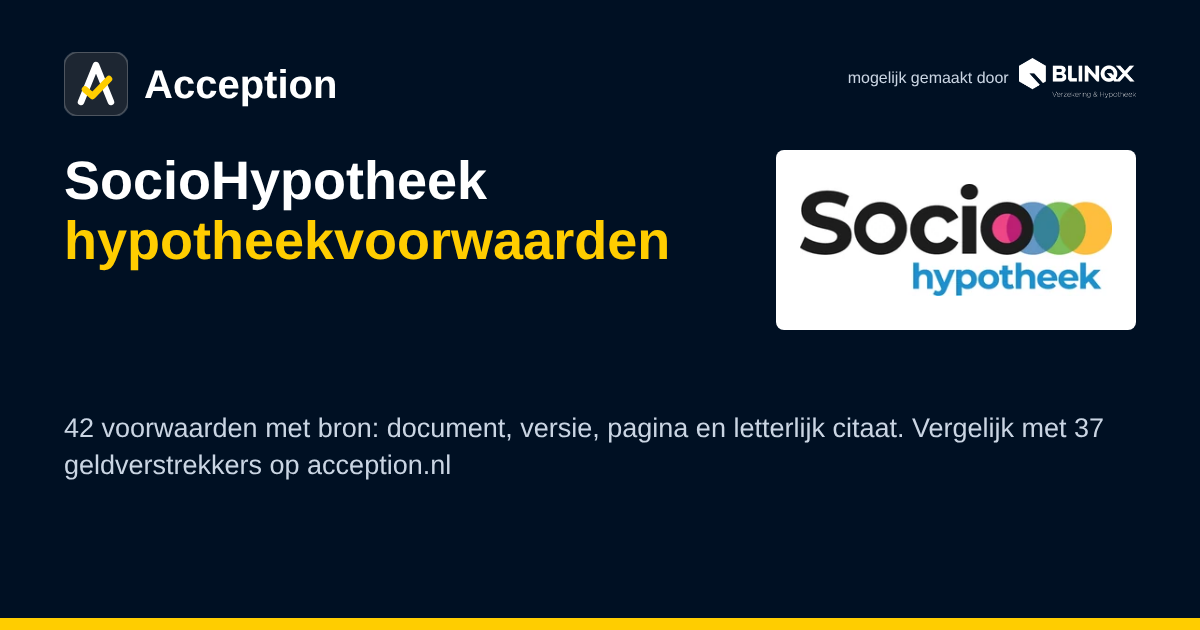 Acception
mogelijk gemaakt door
BLINQX
Verzekering & Hypotheek
SocioHypotheek
hypotheekvoorwaarden
Socio
hypotheek
42 voorwaarden met bron: document, versie, pagina en letterlijk citaat. Vergelijk met 37
geldverstrekkers op acception.nl